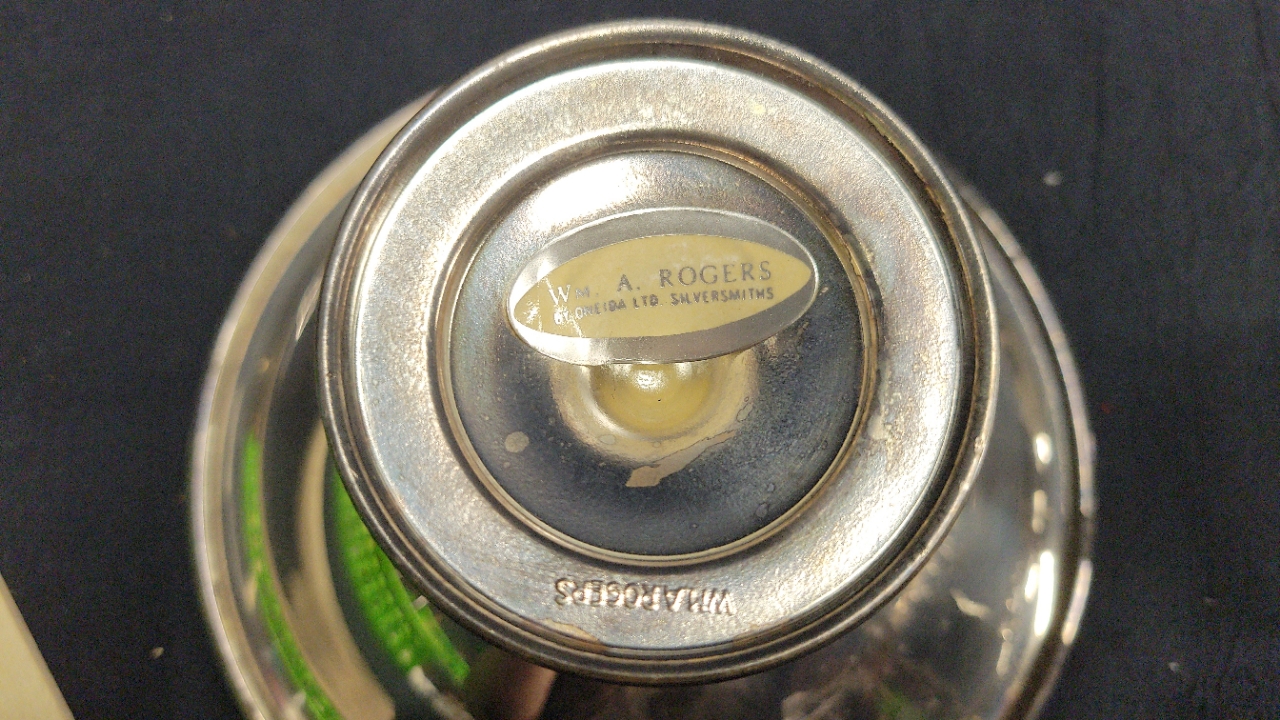 WM. A. ROGERS
BY ONEIDA LTD. SILVERSMITHS
WM.A.ROGERS